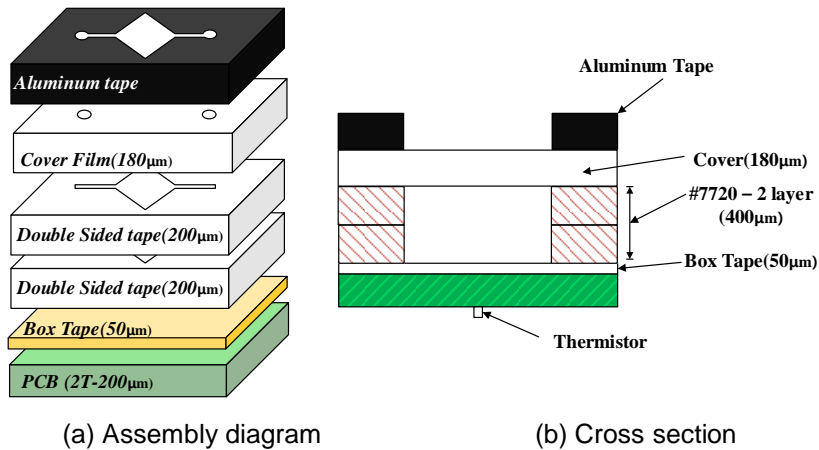 Aluminum tape
Cover Film(180μm)
Double Sided tape(200μm)
Double Sided tape(200μm)
Box Tape(50μm)
PCB (2T-200μm)
(a) Assembly diagram
Aluminum Tape
Cover(180μm)
#7720 – 2 layer
(400μm)
Box Tape(50μm)
Thermistor
(b) Cross section